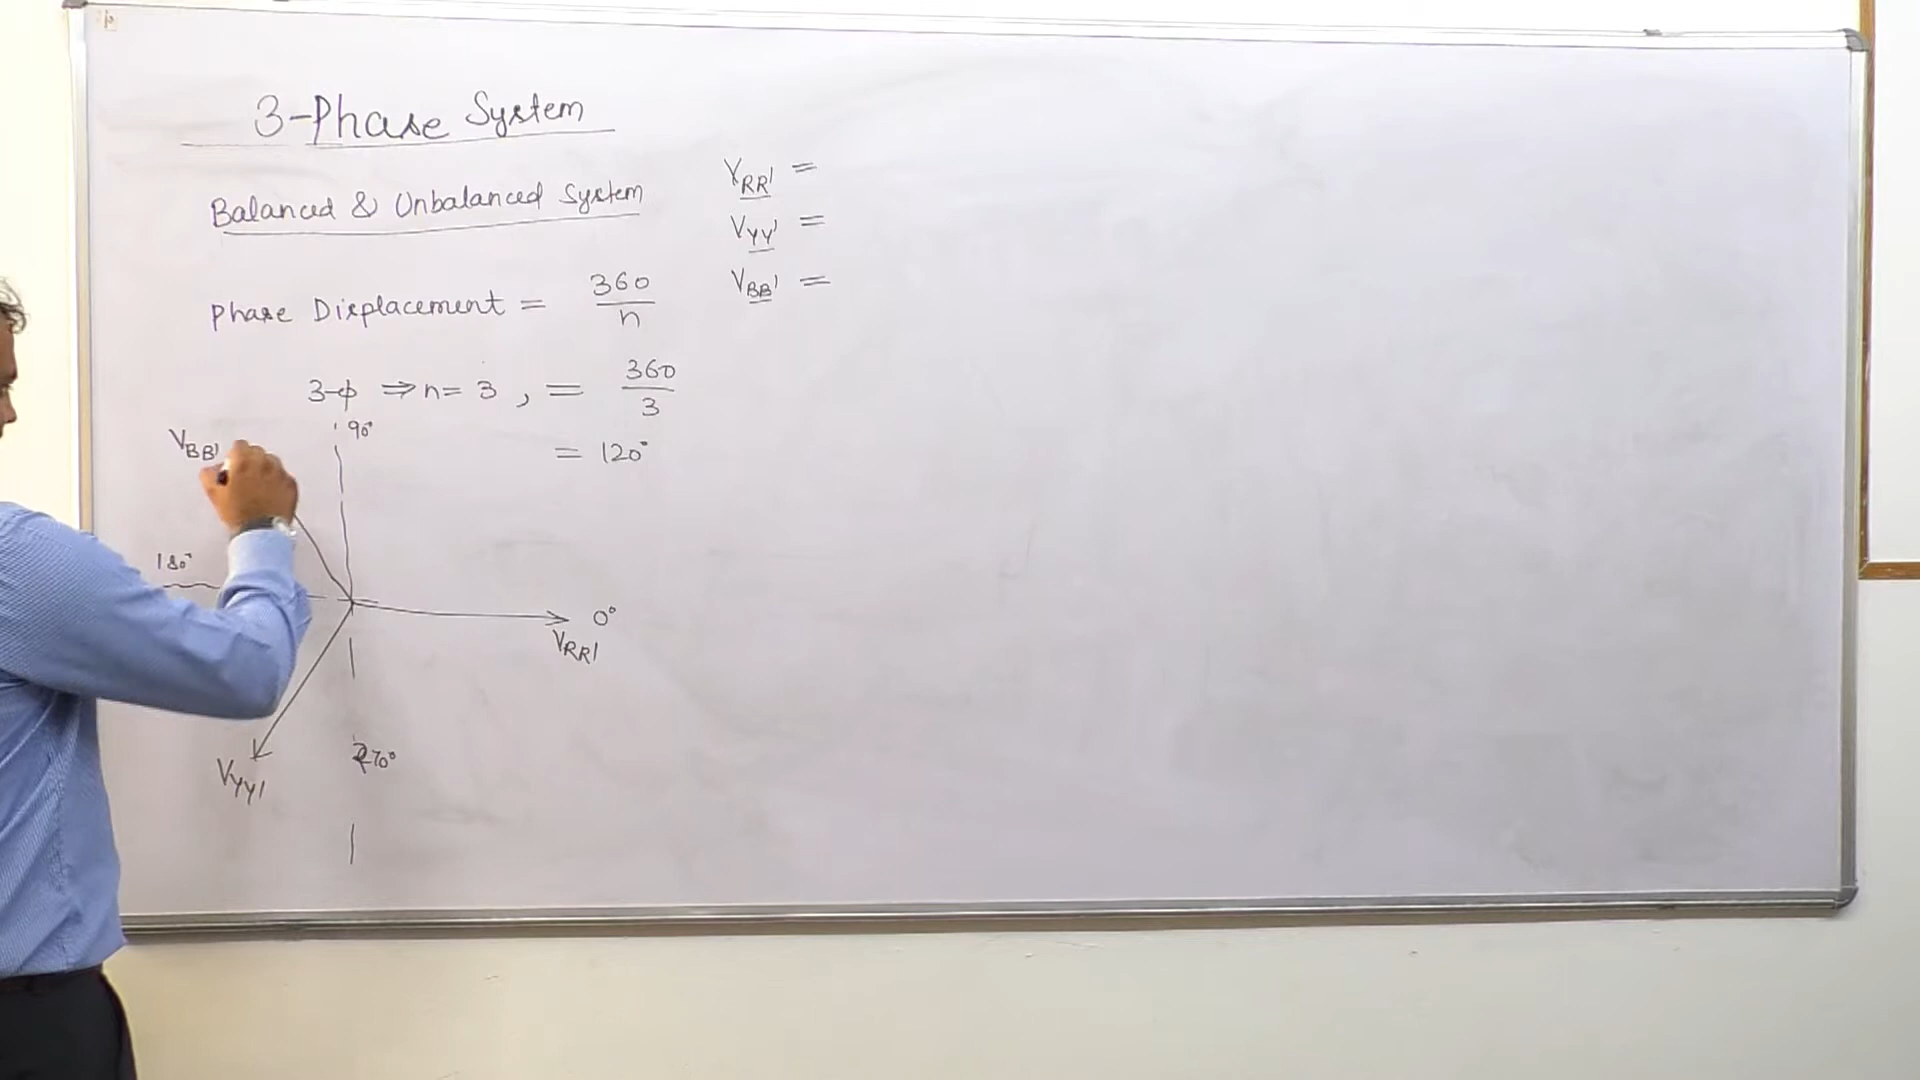 3-Phase System
Balanced & Unbalanced System
Phase Displacement = 360/n
3-ϕ ⇒ n= 3 , = 360/3
= 120°
V_RR' =
V_YY' =
V_BB' =
90°
V_BB'
180°
0°
V_RR'
270°
V_YY'